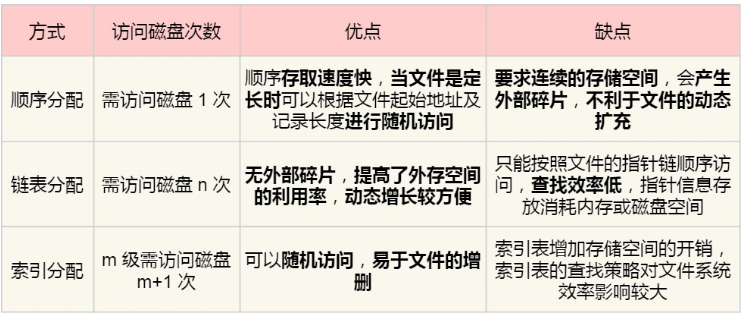 方式 访问磁盘次数 优点 缺点
顺序分配 需访问磁盘 1 次
顺序存取速度快，当文件是定
长时可以根据文件起始地址及
记录长度进行随机访问
要求连续的存储空间，会产生
外部碎片，不利于文件的动态
扩充
链表分配 需访问磁盘 n 次
无外部碎片，提高了外存空间
的利用率，动态增长较方便
只能按照文件的指针链顺序访
问，查找效率低，指针信息存
放消耗内存或磁盘空间
索引分配
m 级需访问磁盘
m+1 次
可以随机访问，易于文件的增
删
索引表增加存储空间的开销，
索引表的查找策略对文件系统
效率影响较大